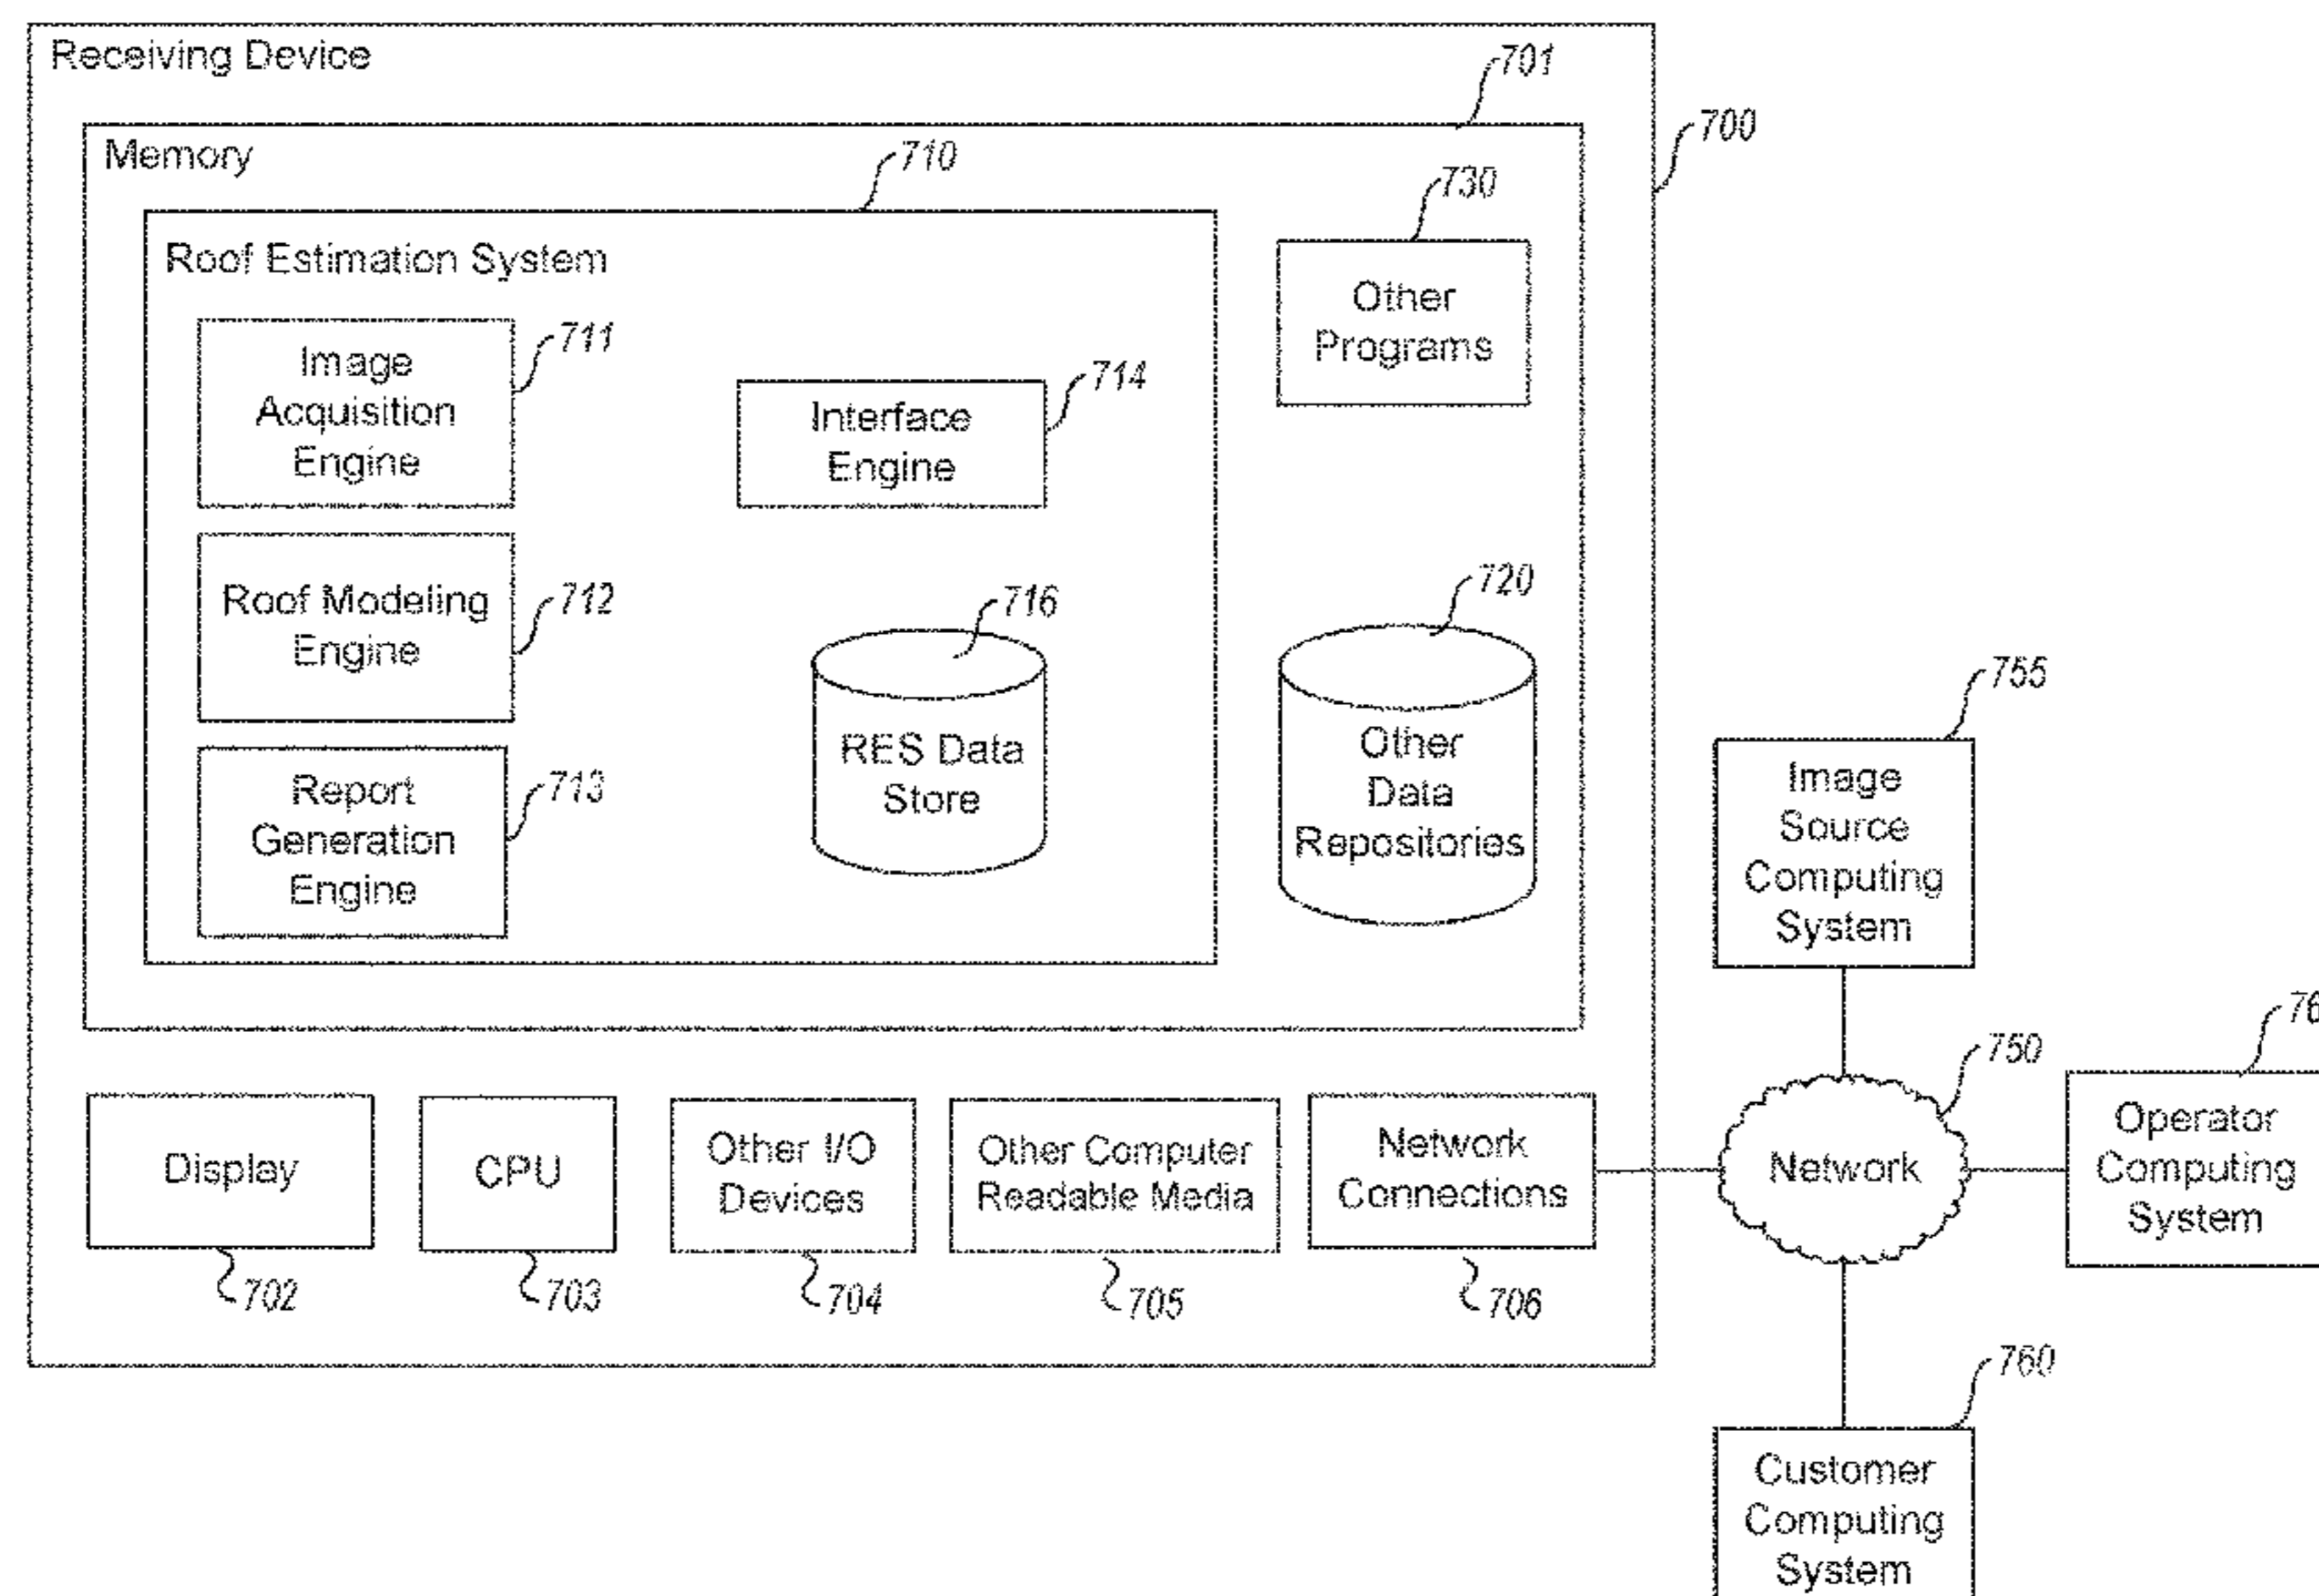 Receiving Device
701
700
Memory
710
730
Roof Estimation System
Other
Programs
Image
Acquisition
Engine
711
Interface
Engine
714
Roof Modeling
Engine
712
716
RES Data
Store
720
Other
Data
Repositories
Report
Generation
Engine
713
755
Image
Source
Computing
System
Display
702
CPU
703
Other I/O
Devices
704
Other Computer
Readable Media
705
Network
Connections
706
750
Network
Operator
Computing
System
760
Customer
Computing
System